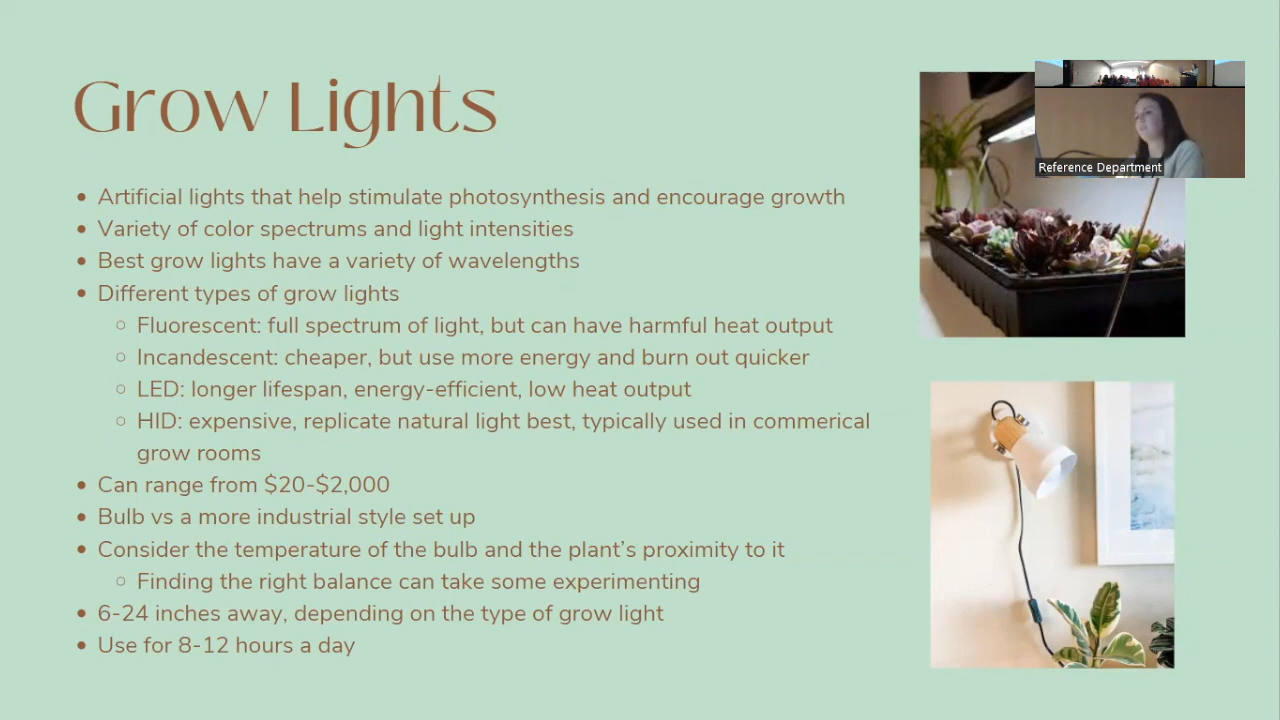 Grow Lights
• Artificial lights that help stimulate photosynthesis and encourage growth
• Variety of color spectrums and light intensities
• Best grow lights have a variety of wavelengths
• Different types of grow lights
○ Fluorescent: full spectrum of light, but can have harmful heat output
○ Incandescent: cheaper, but use more energy and burn out quicker
○ LED: longer lifespan, energy-efficient, low heat output
○ HID: expensive, replicate natural light best, typically used in commerical
grow rooms
• Can range from $20-$2,000
• Bulb vs a more industrial style set up
• Consider the temperature of the bulb and the plant's proximity to it
○ Finding the right balance can take some experimenting
• 6-24 inches away, depending on the type of grow light
• Use for 8-12 hours a day
Reference Department